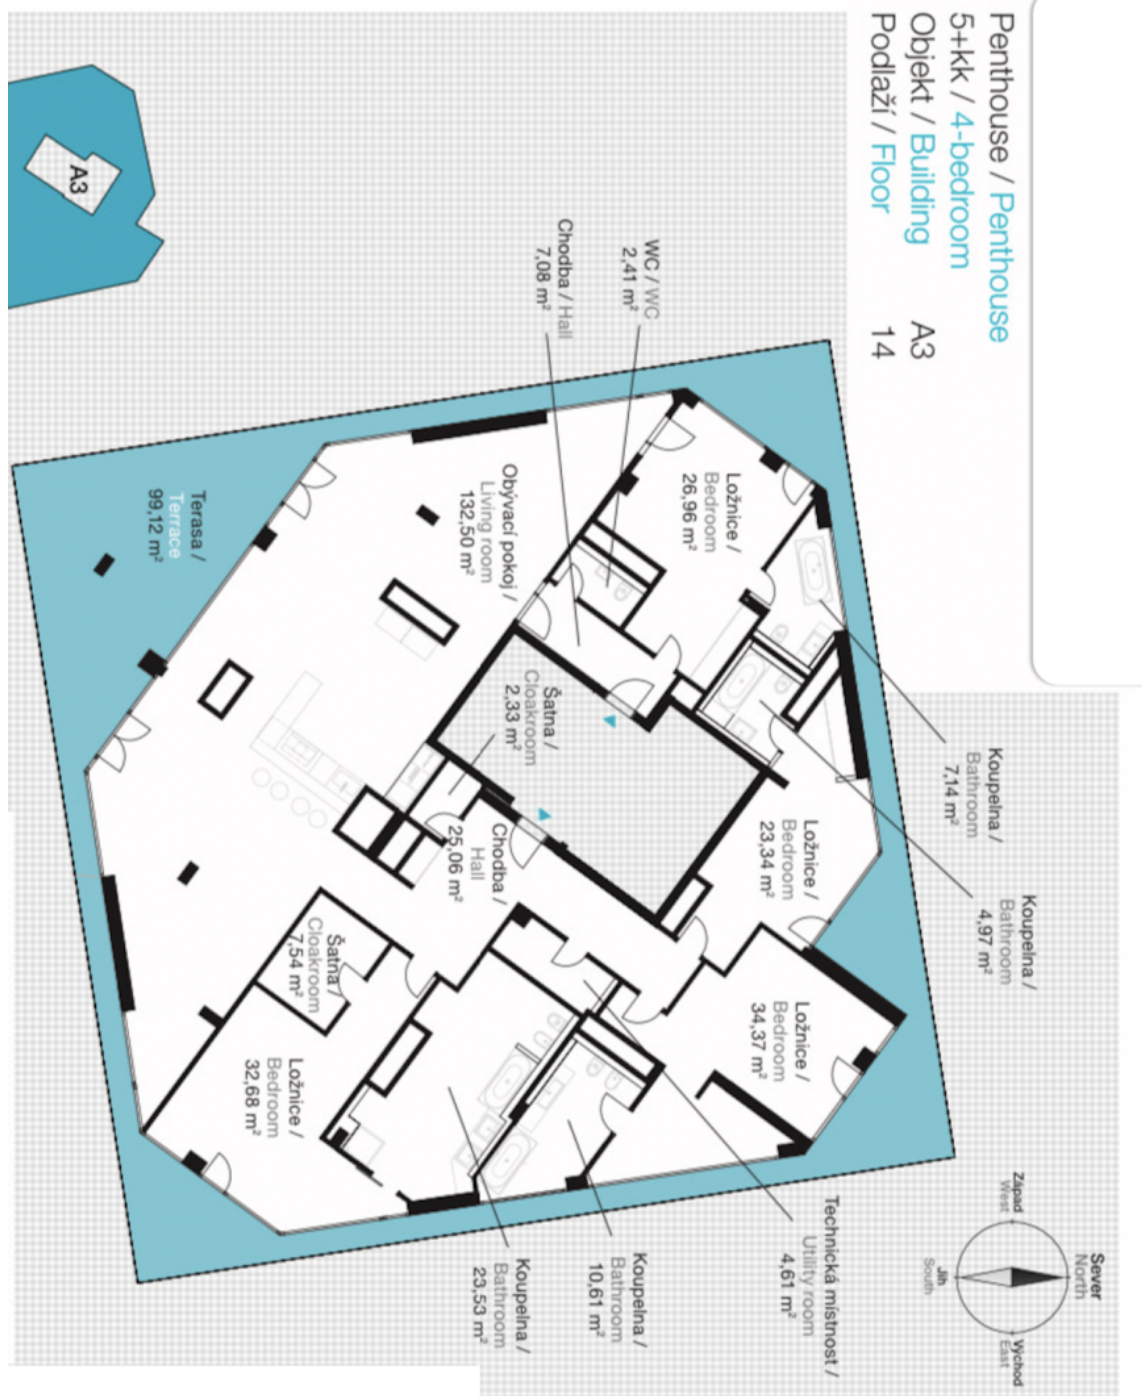 Penthouse / Penthouse
5+kk / 4-bedroom
Objekt / Building A3
Podlaží / Floor 14
A3
WC / WC
2,41 m²
Chodba / Hall
7,08 m²
Ložnice /
Bedroom
26,96 m²
Obývací pokoj /
Living room
132,50 m²
Terasa /
Terrace
99,12 m²
Šatna /
Cloakroom
2,33 m²
Koupelna /
Bathroom
7,14 m²
Koupelna /
Bathroom
4,97 m²
Ložnice /
Bedroom
23,34 m²
Chodba /
Hall
25,06 m²
Šatna /
Cloakroom
7,54 m²
Ložnice /
Bedroom
34,37 m²
Ložnice /
Bedroom
32,68 m²
Technická místnost /
Utility room
4,61 m²
Koupelna /
Bathroom
10,61 m²
Koupelna /
Bathroom
23,53 m²
Sever
North
Západ
West
Východ
East
Jih
South